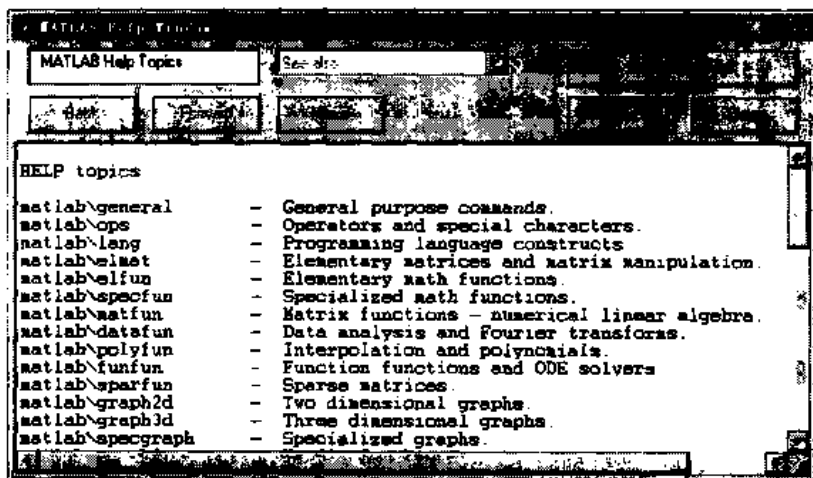 MATLAB Help Topics
See also
HELP topics
matlab\general - General purpose commands.
matlab\ops - Operators and special characters.
matlab\lang - Programming language constructs
matlab\elmat - Elementary matrices and matrix manipulation.
matlab\elfun - Elementary math functions.
matlab\specfun - Specialized math functions.
matlab\matfun - Matrix functions - numerical linear algebra.
matlab\datafun - Data analysis and Fourier transforms.
matlab\polyfun - Interpolation and polynomials.
matlab\funfun - Function functions and ODE solvers
matlab\sparfun - Sparse matrices.
matlab\graph2d - Two dimensional graphs.
matlab\graph3d - Three dimensional graphs.
matlab\specgraph - Specialized graphs.